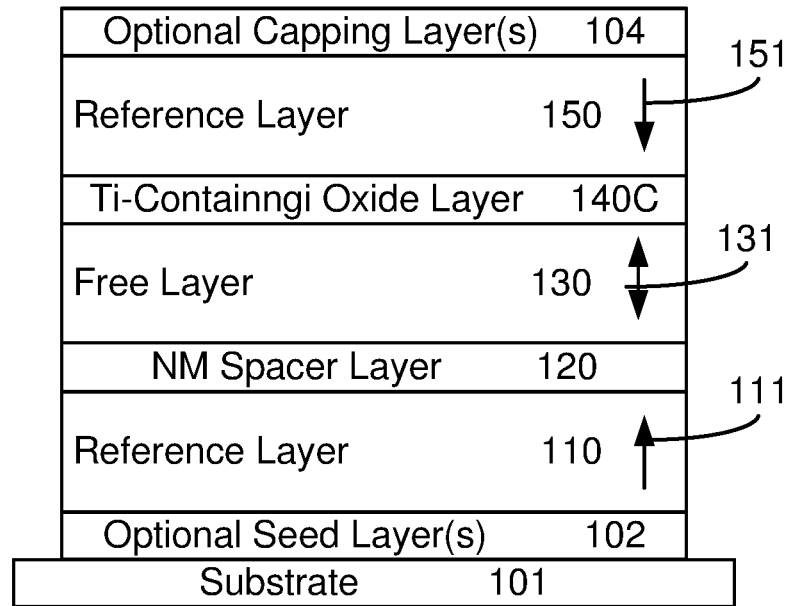 Optional Capping Layer(s) 104
151
Reference Layer 150
Ti-Containngi Oxide Layer 140C
131
Free Layer 130
NM Spacer Layer 120
111
Reference Layer 110
Optional Seed Layer(s) 102
Substrate 101